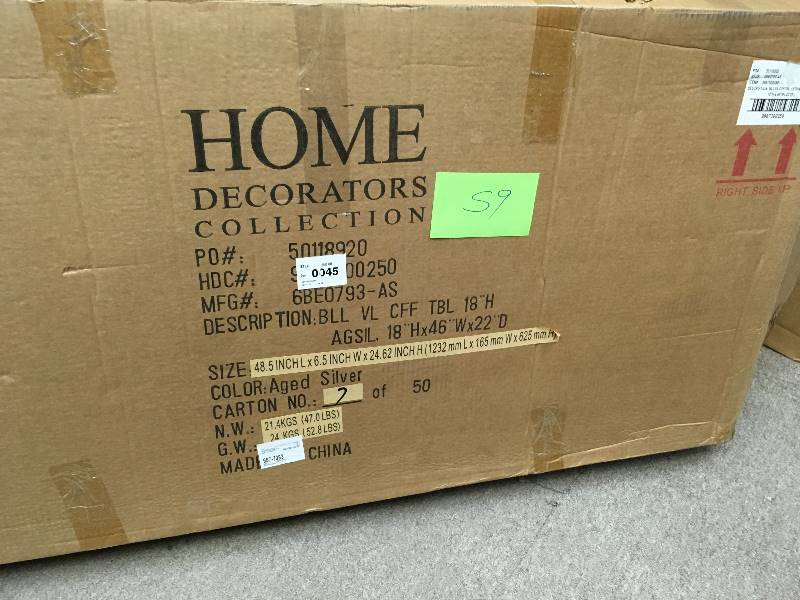 HOME
DECORATORS
COLLECTION
S9
PO#: 50118920
HDC#: 9 00250
0045
MFG#: 6BE0793-AS
DESCRIPTION:BLL VL CFF TBL 18"H
AGSIL. 18"Hx46"Wx22"D
SIZE: 48.5 INCH L x 6.5 INCH W x 24.62 INCH H (1232 mm L x 165 mm W x 625 mm H)
COLOR:Aged Silver
CARTON NO.: 7 of 50
N.W.: 21.4KGS (47.0 LBS)
G.W.: 24 KGS (52.8 LBS)
MADE CHINA
RIGHT SIDE UP